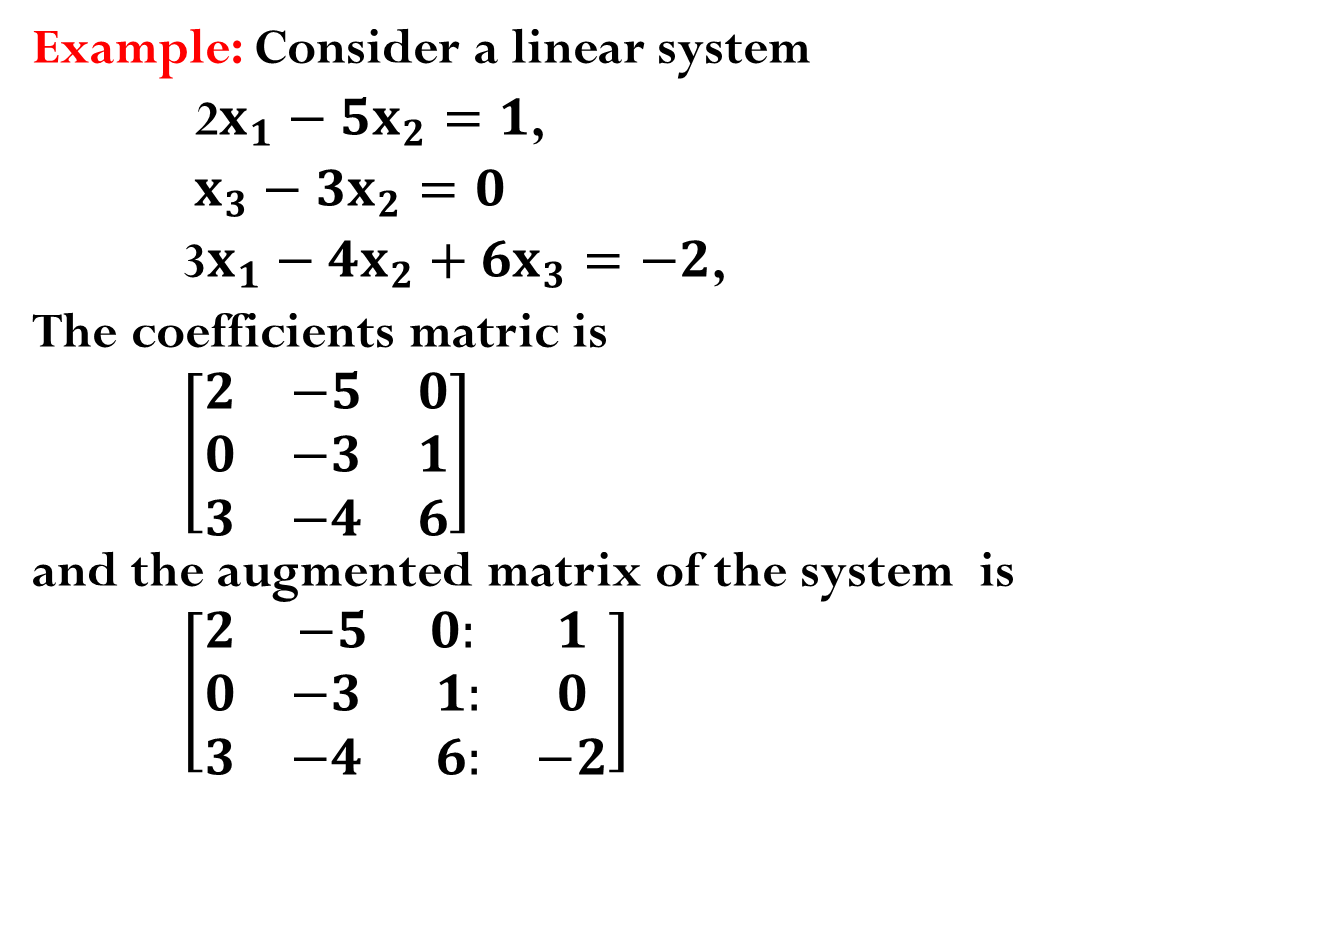 Example: Consider a linear system
2x₁ − 5x₂ = 1,
x₃ − 3x₂ = 0
3x₁ − 4x₂ + 6x₃ = −2,
The coefficients matric is
[2 −5 0]
[0 −3 1]
[3 −4 6]
and the augmented matrix of the system is
[2 −5 0: 1]
[0 −3 1: 0]
[3 −4 6: −2]